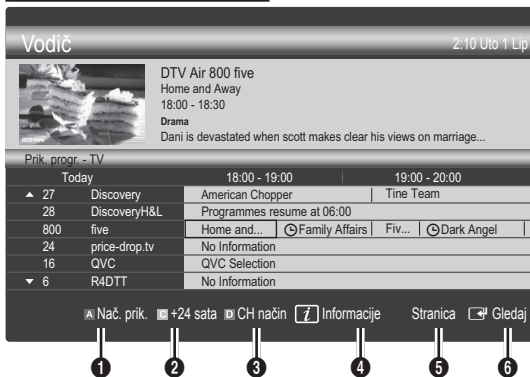 Vodič 2:10 Uto 1 Lip
DTV Air 800 five
Home and Away
18:00 - 18:30
Drama
Dani is devastated when scott makes clear his views on marriage...
800 five
Prik. progr. - TV
Today 18:00 - 19:00 19:00 - 20:00
▲ 27 Discovery American Chopper Tine Team
28 DiscoveryH&L Programmes resume at 06:00
800 five Home and... Family Affairs Fiv... Dark Angel
24 price-drop.tv No Information
16 QVC QVC Selection
▼ 6 R4DTT No Information
A Nač. prik. C +24 sata D CH način i Informacije Stranica Gledaj
1 2 3 4 5 6